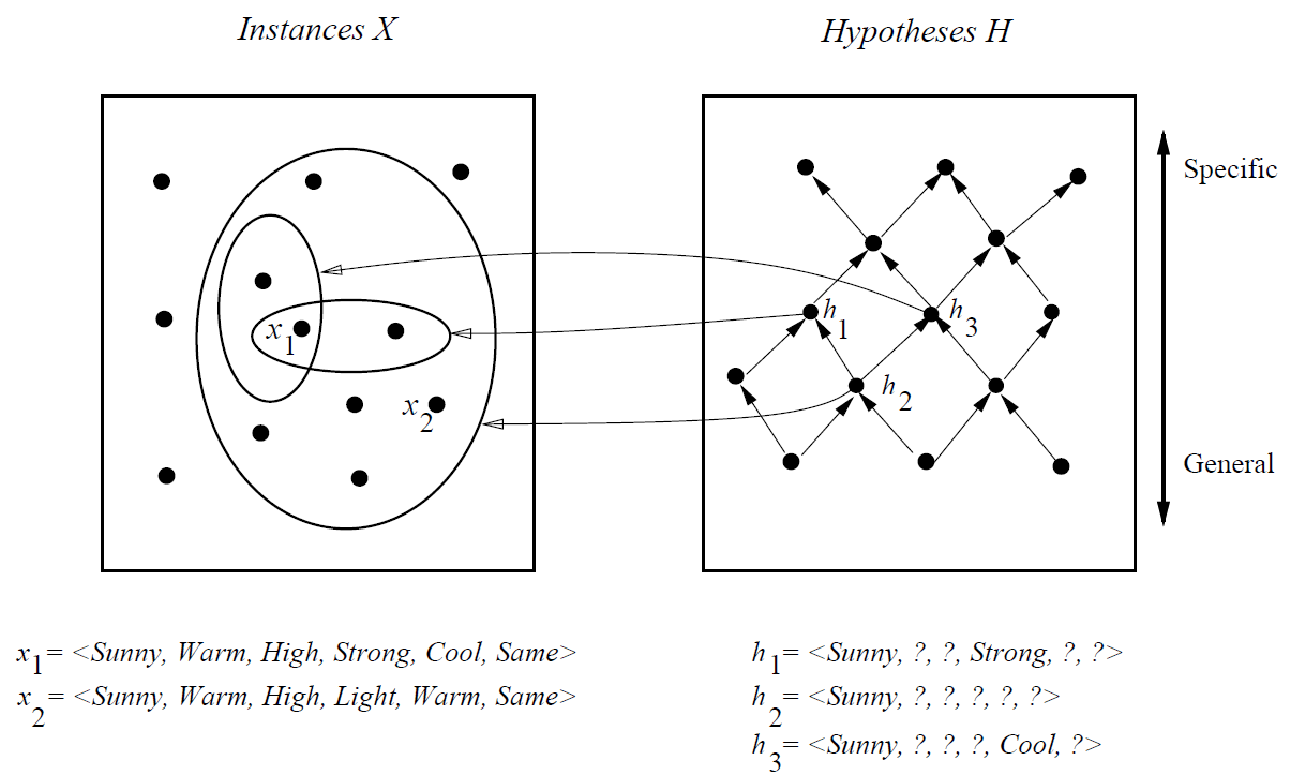 Instances X
Hypotheses H
Specific
h1
h3
x1
h2
x2
General
x1= <Sunny, Warm, High, Strong, Cool, Same>
x2= <Sunny, Warm, High, Light, Warm, Same>
h1= <Sunny, ?, ?, Strong, ?, ?>
h2= <Sunny, ?, ?, ?, ?, ?>
h3= <Sunny, ?, ?, ?, Cool, ?>